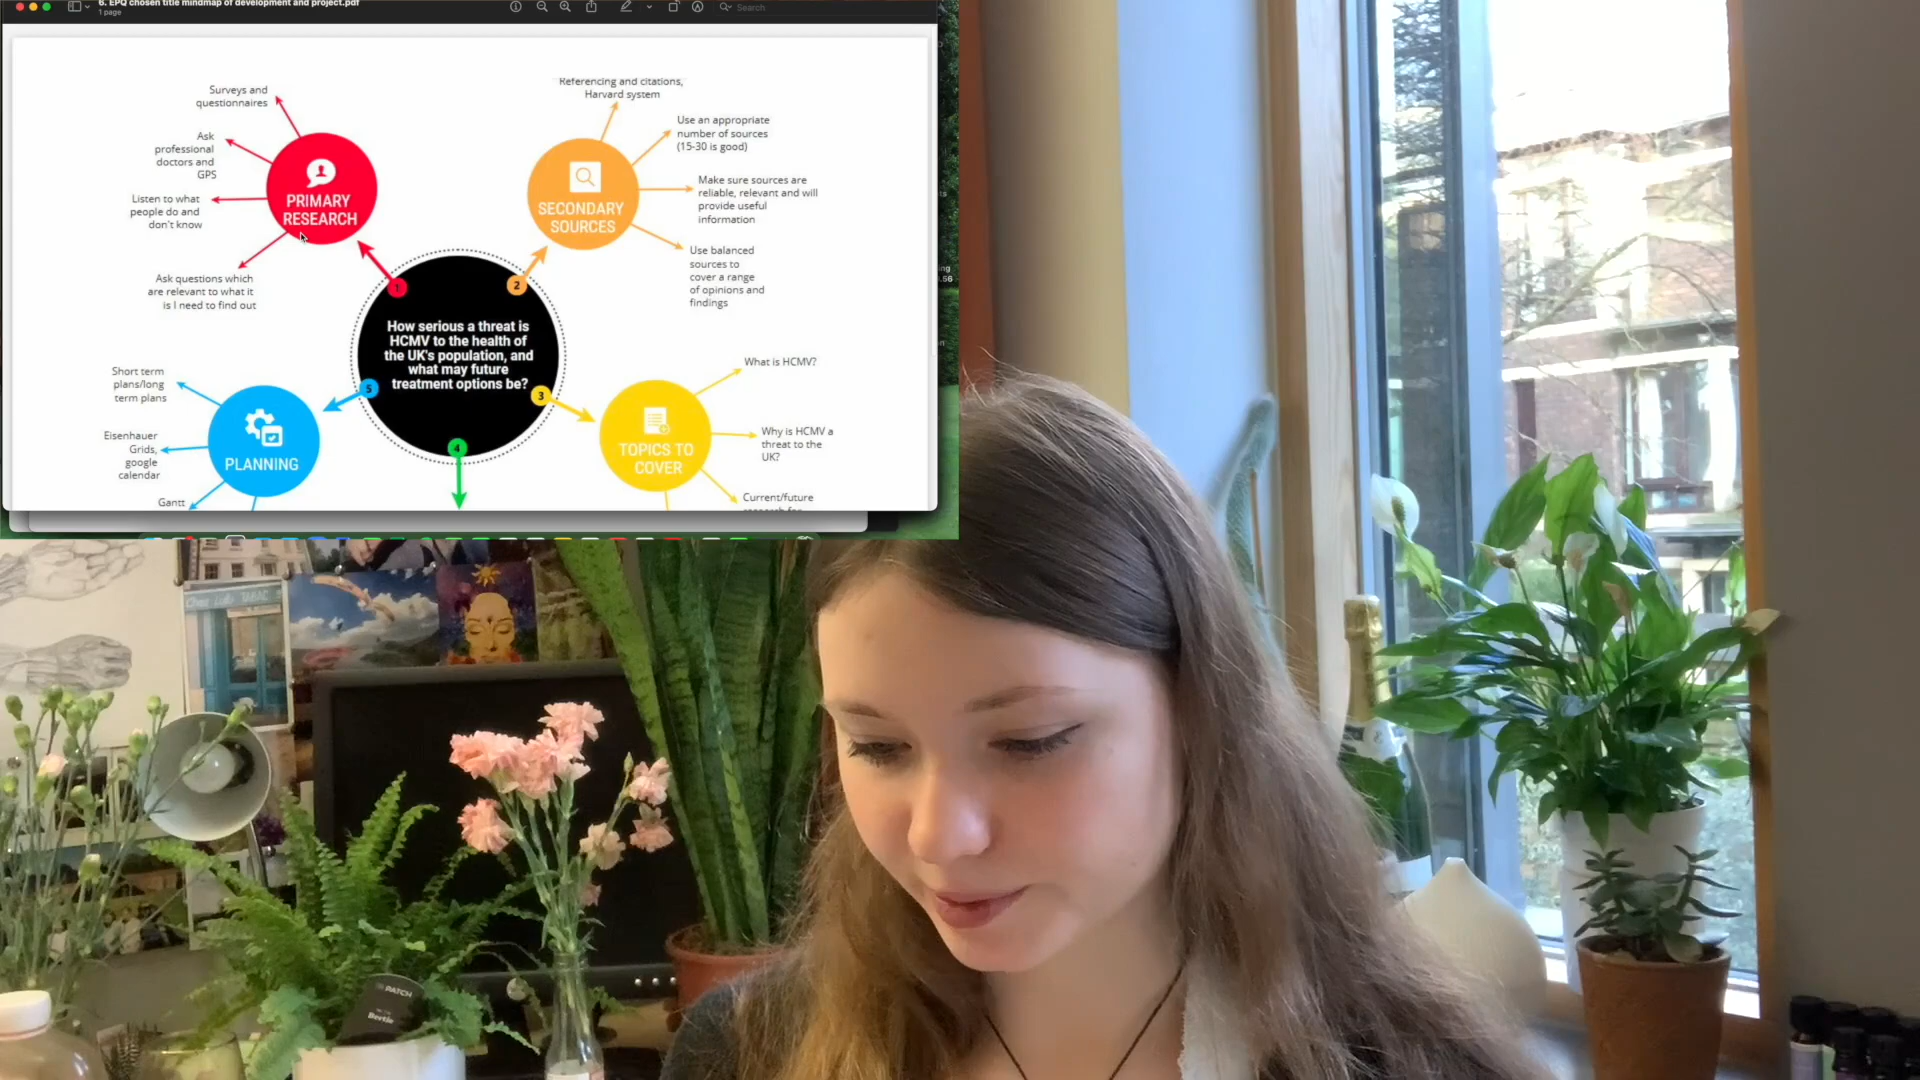 6. EPQ chosen title mindmap of development and project.pdf
1 page
Search
Surveys and
questionnaires
Ask
professional
doctors and
GPS
Listen to what
people do and
don't know
Ask questions which
are relevant to what it
is I need to find out
PRIMARY
RESEARCH
Referencing and citations,
Harvard system
Use an appropriate
number of sources
(15-30 is good)
Make sure sources are
reliable, relevant and will
provide useful
information
Use balanced
sources to
cover a range
of opinions and
findings
SECONDARY
SOURCES
1
2
How serious a threat is
HCMV to the health of
the UK's population, and
what may future
treatment options be?
5
3
4
Short term
plans/long
term plans
Eisenhauer
Grids,
google
calendar
Gantt
PLANNING
What is HCMV?
Why is HCMV a
threat to the
UK?
Current/future
TOPICS TO
COVER
TABAC
PATCH
Beetle